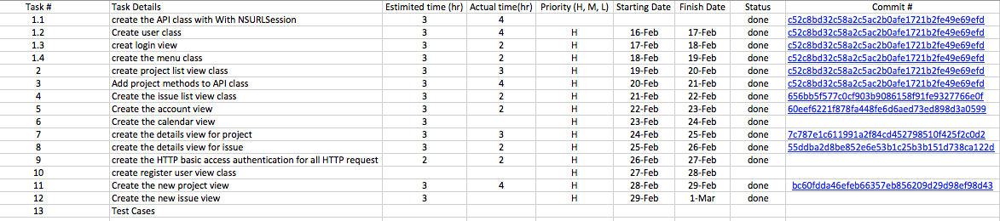 Task # Task Details Estimited time (hr) Actual time(hr) Priority (H, M, L) Starting Date Finish Date Status Commit #
1.1 create the API class with With NSURLSession 3 4 done c52c8bd32c58a2c5ac2b0afe1721b2fe49e69efd
1.2 Create user class 3 4 H 16-Feb 17-Feb done c52c8bd32c58a2c5ac2b0afe1721b2fe49e69efd
1.3 creat login view 3 2 H 17-Feb 18-Feb done c52c8bd32c58a2c5ac2b0afe1721b2fe49e69efd
1.4 create the menu class 3 2 H 18-Feb 19-Feb done c52c8bd32c58a2c5ac2b0afe1721b2fe49e69efd
2 create project list view class 3 3 H 19-Feb 20-Feb done c52c8bd32c58a2c5ac2b0afe1721b2fe49e69efd
3 Add project methods to API class 3 4 H 20-Feb 21-Feb done c52c8bd32c58a2c5ac2b0afe1721b2fe49e69efd
4 Create the issue list view class 3 2 H 21-Feb 22-Feb done 656bb5f577c0cf903b9086158f91fe9327766e0f
5 Create the account view 3 2 H 22-Feb 23-Feb done 60eef6221f878fa448fe6d6aed73ed898d3a0599
6 Create the calendar view 3 H 23-Feb 24-Feb done
7 create the details view for project 3 3 H 24-Feb 25-Feb done 7c787e1c611991a2f84cd452798510f425f2c0d2
8 create the details view for issue 3 2 H 25-Feb 26-Feb done 55ddba2d8be852e6e53b1c25b3b151d738ca122d
9 create the HTTP basic access authentication for all HTTP request 2 2 H 26-Feb 27-Feb done
10 create register user view class H 27-Feb 28-Feb
11 Create the new project view 3 4 H 28-Feb 29-Feb done bc60fdda46efeb66357eb856209d29d98ef98d43
12 Create the new issue view 3 H 29-Feb 1-Mar done
13 Test Cases